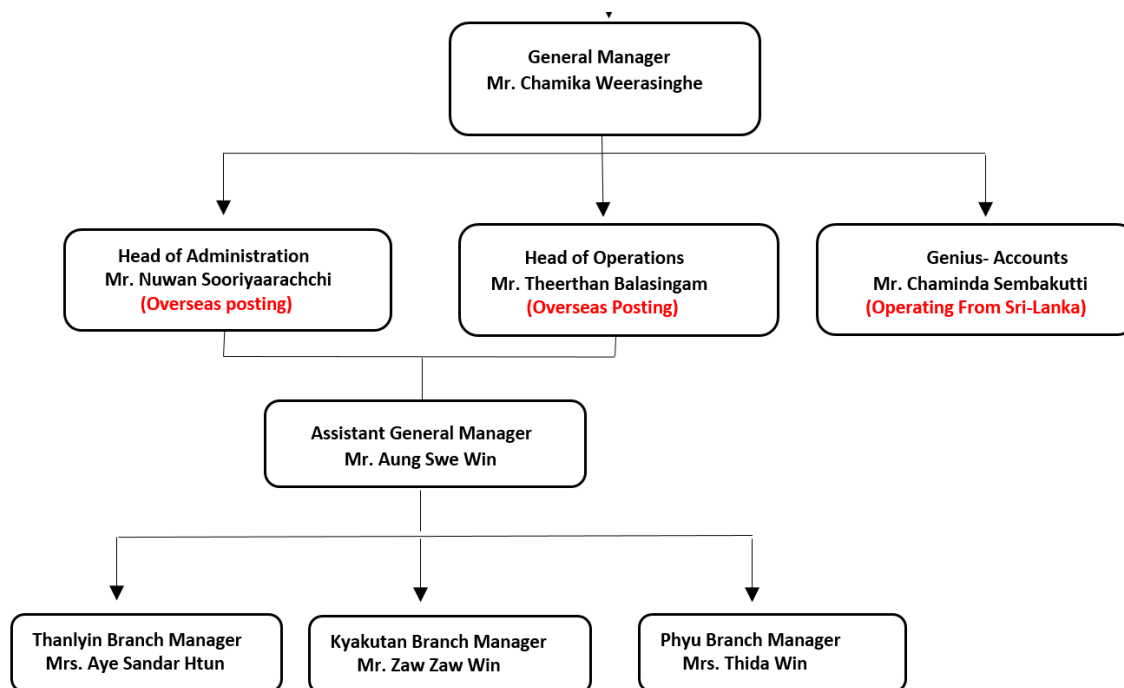 General Manager
Mr. Chamika Weerasinghe
Head of Administration
Mr. Nuwan Sooriyaarachchi
(Overseas posting)
Head of Operations
Mr. Theerthan Balasingam
(Overseas Posting)
Genius- Accounts
Mr. Chaminda Sembakutti
(Operating From Sri-Lanka)
Assistant General Manager
Mr. Aung Swe Win
Thanlyin Branch Manager
Mrs. Aye Sandar Htun
Kyakutan Branch Manager
Mr. Zaw Zaw Win
Phyu Branch Manager
Mrs. Thida Win